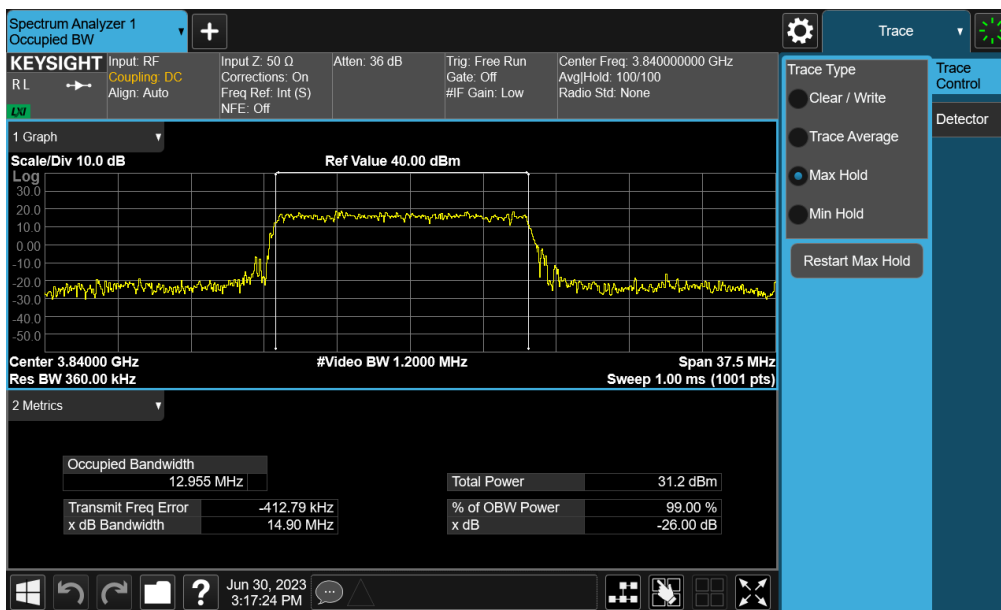 Spectrum Analyzer 1
Occupied BW
+
Trace
KEYSIGHT
R L
LXI
Input: RF
Coupling: DC
Align: Auto
Input Z: 50 Ω
Corrections: On
Freq Ref: Int (S)
NFE: Off
Atten: 36 dB
Trig: Free Run
Gate: Off
#IF Gain: Low
Center Freq: 3.840000000 GHz
Avg|Hold: 100/100
Radio Std: None
Trace Type
Clear / Write
Trace Average
Max Hold
Min Hold
Restart Max Hold
Trace
Control
Detector
1 Graph
Scale/Div 10.0 dB
Ref Value 40.00 dBm
Log
30.0
20.0
10.0
0.00
-10.0
-20.0
-30.0
-40.0
-50.0
Center 3.84000 GHz
#Video BW 1.2000 MHz
Span 37.5 MHz
Res BW 360.00 kHz
Sweep 1.00 ms (1001 pts)
2 Metrics
Occupied Bandwidth
12.955 MHz
Total Power 31.2 dBm
Transmit Freq Error -412.79 kHz
% of OBW Power 99.00 %
x dB Bandwidth 14.90 MHz
x dB -26.00 dB
?
Jun 30, 2023
3:17:24 PM